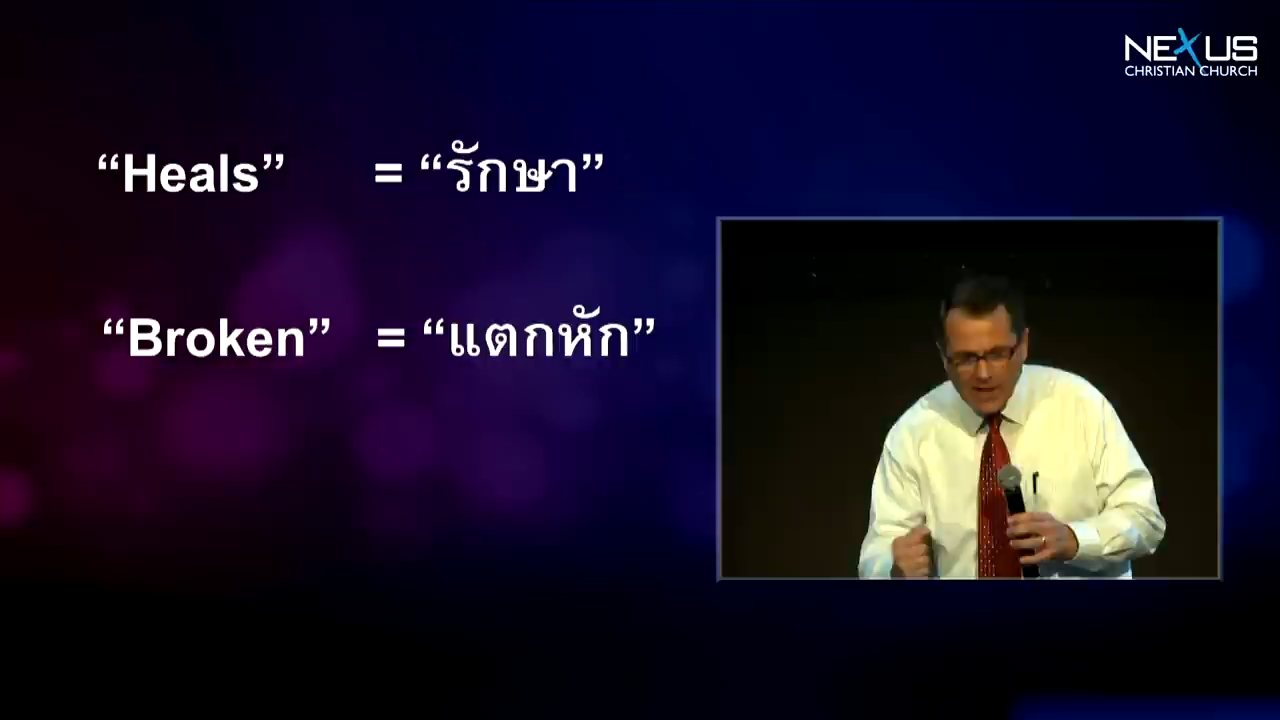 NEXUS
CHRISTIAN CHURCH
“Heals” = “รักษา”
“Broken” = “แตกหัก”